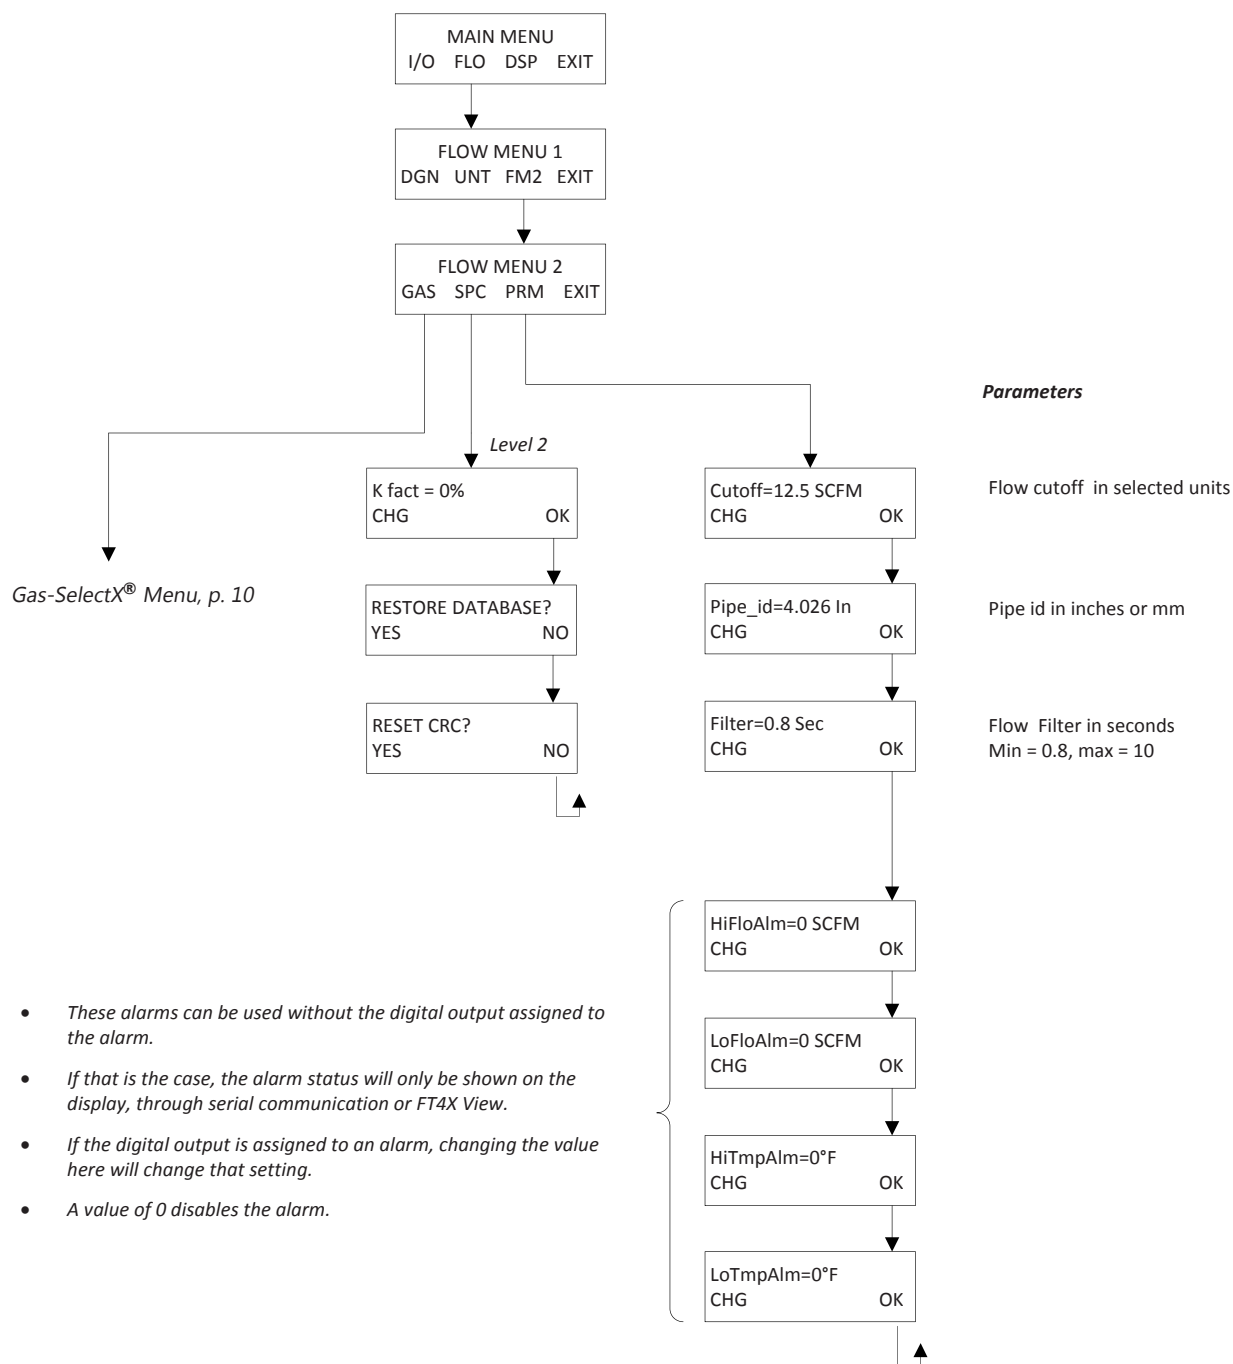 MAIN MENU
I/O FLO DSP EXIT
FLOW MENU 1
DGN UNT FM2 EXIT
FLOW MENU 2
GAS SPC PRM EXIT
Parameters
Level 2
Gas-SelectX® Menu, p. 10
K fact = 0%
CHG OK
RESTORE DATABASE?
YES NO
RESET CRC?
YES NO
Cutoff=12.5 SCFM
CHG OK
Flow cutoff in selected units
Pipe_id=4.026 In
CHG OK
Pipe id in inches or mm
Filter=0.8 Sec
CHG OK
Flow Filter in seconds
Min = 0.8, max = 10
HiFloAlm=0 SCFM
CHG OK
LoFloAlm=0 SCFM
CHG OK
HiTmpAlm=0°F
CHG OK
LoTmpAlm=0°F
CHG OK
• These alarms can be used without the digital output assigned to
the alarm.
• If that is the case, the alarm status will only be shown on the
display, through serial communication or FT4X View.
• If the digital output is assigned to an alarm, changing the value
here will change that setting.
• A value of 0 disables the alarm.